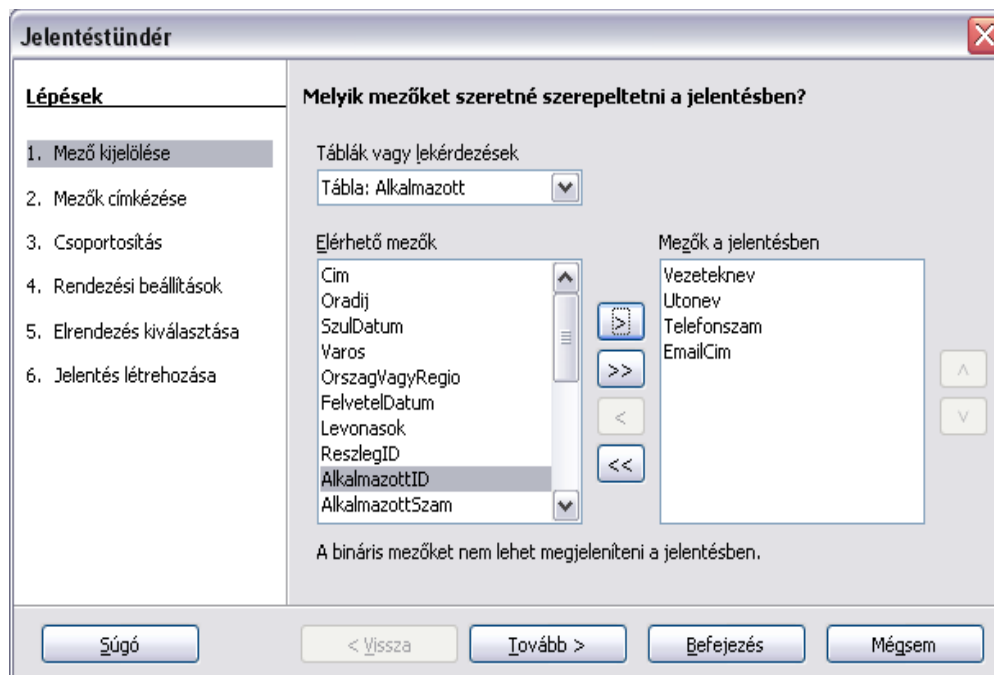 Jelentéstündér
Lépések
1. Mező kijelölése
2. Mezők címkézése
3. Csoportosítás
4. Rendezési beállítások
5. Elrendezés kiválasztása
6. Jelentés létrehozása
Melyik mezőket szeretné szerepeltetni a jelentésben?
Táblák vagy lekérdezések
Tábla: Alkalmazott
Elérhető mezők
Cim
Oradij
SzulDatum
Varos
OrszagVagyRegio
FelvetelDatum
Levonasok
ReszlegID
AlkalmazottID
AlkalmazottSzam
>
>>
<
<<
Mezők a jelentésben
Vezeteknev
Utonev
Telefonszam
EmailCim
A bináris mezőket nem lehet megjeleníteni a jelentésben.
Súgó
< Vissza
Tovább >
Befejezés
Mégsem